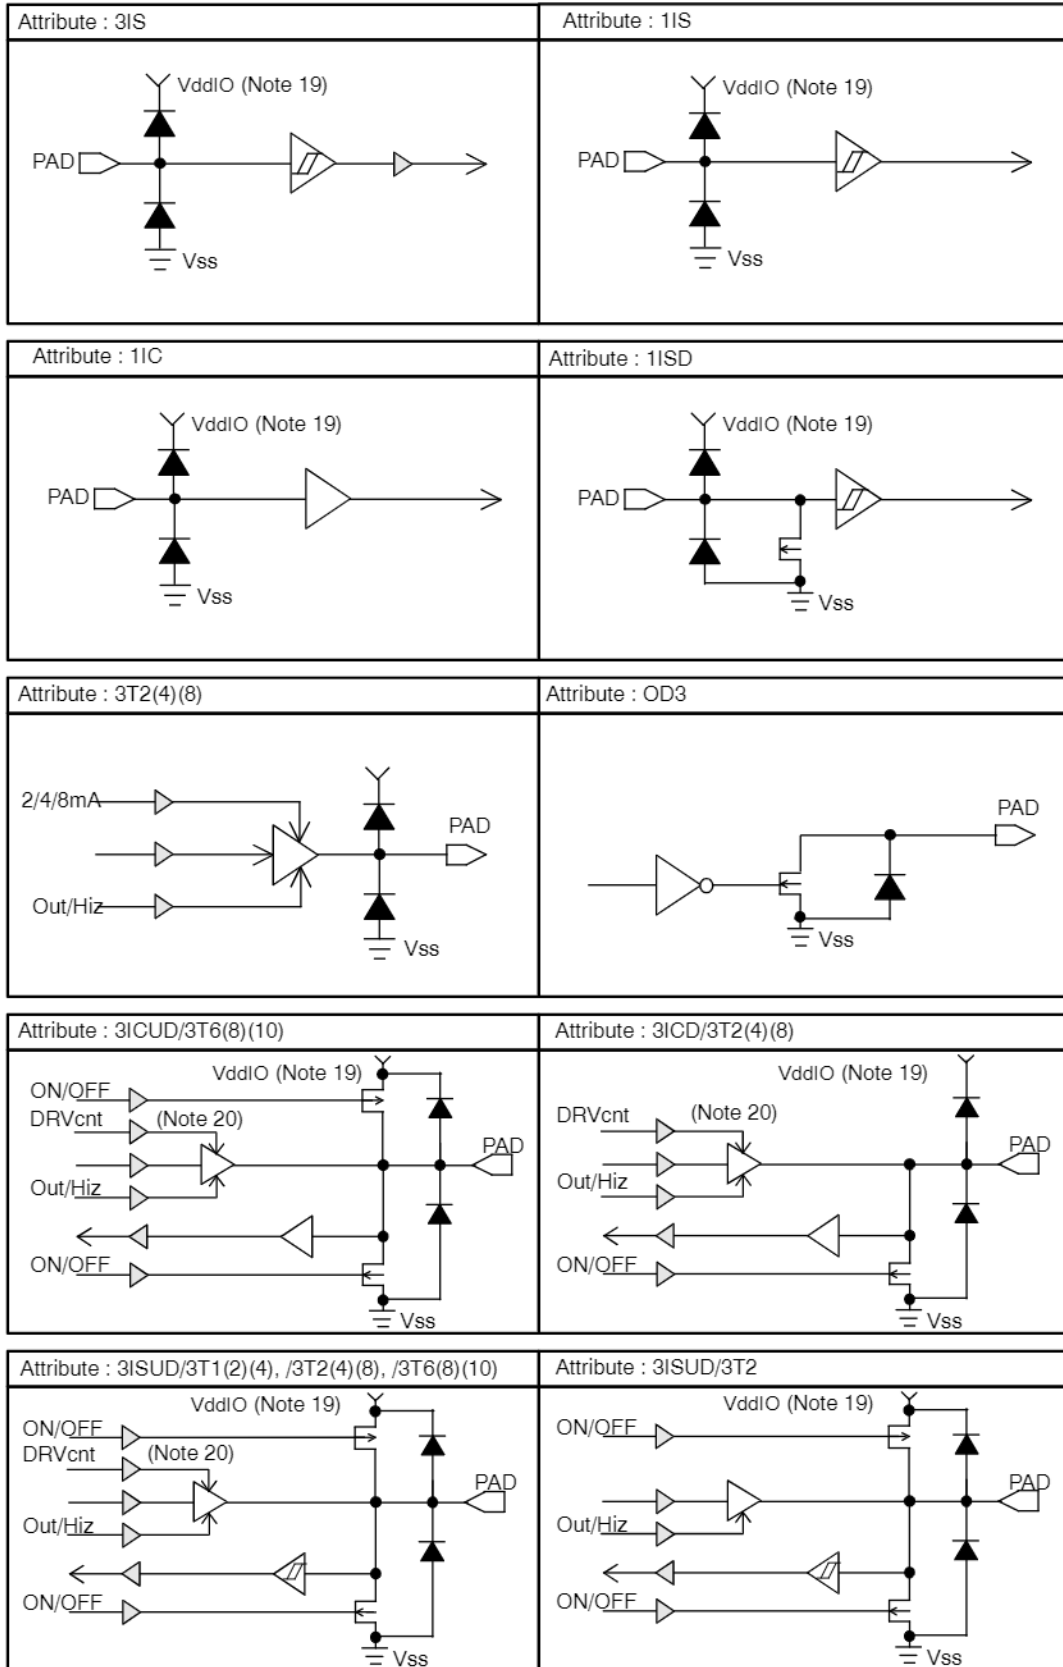 Attribute : 3IS
Attribute : 1IS
VddIO (Note 19)
PAD
Vss
VddIO (Note 19)
PAD
Vss
Attribute : 1IC
Attribute : 1ISD
VddIO (Note 19)
PAD
Vss
VddIO (Note 19)
PAD
Vss
Attribute : 3T2(4)(8)
Attribute : OD3
2/4/8mA
PAD
Out/Hiz
Vss
PAD
Vss
Attribute : 3ICUD/3T6(8)(10)
Attribute : 3ICD/3T2(4)(8)
VddIO (Note 19)
ON/OFF
DRVcnt
(Note 20)
PAD
Out/Hiz
ON/OFF
Vss
VddIO (Note 19)
DRVcnt
(Note 20)
PAD
Out/Hiz
ON/OFF
Vss
Attribute : 3ISUD/3T1(2)(4), /3T2(4)(8), /3T6(8)(10)
Attribute : 3ISUD/3T2
VddIO (Note 19)
ON/OFF
DRVcnt
(Note 20)
PAD
Out/Hiz
ON/OFF
Vss
VddIO (Note 19)
ON/OFF
PAD
Out/Hiz
ON/OFF
Vss